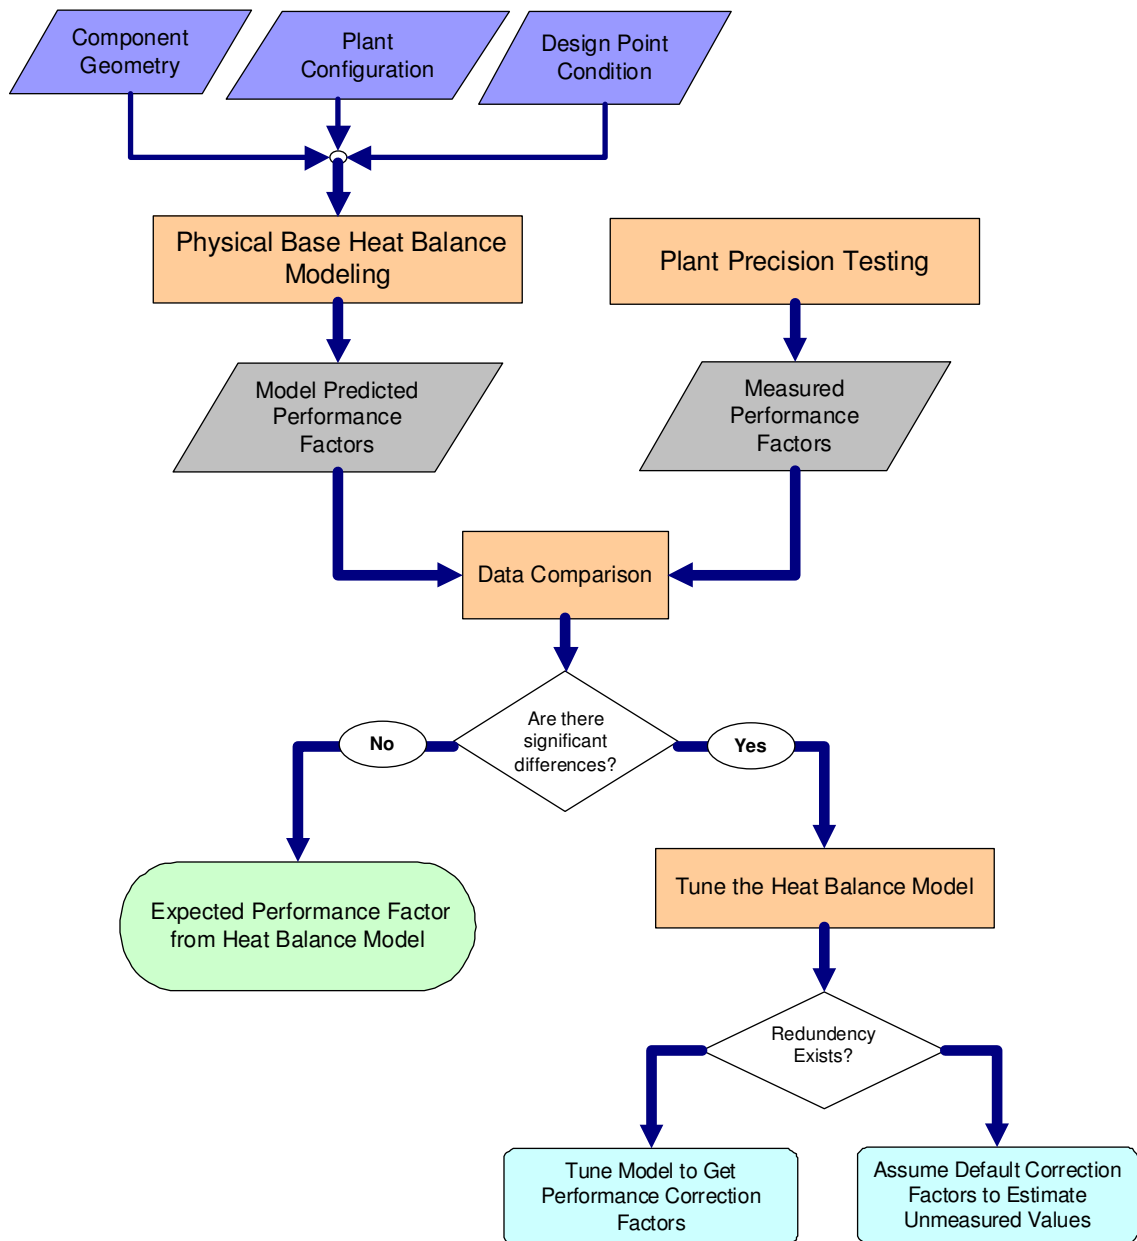 Component
Geometry
Plant
Configuration
Design Point
Condition
Physical Base Heat Balance
Modeling
Plant Precision Testing
Model Predicted
Performance
Factors
Measured
Performance
Factors
Data Comparison
Are there
significant
differences?
No
Yes
Expected Performance Factor
from Heat Balance Model
Tune the Heat Balance Model
Redundency
Exists?
Tune Model to Get
Performance Correction
Factors
Assume Default Correction
Factors to Estimate
Unmeasured Values